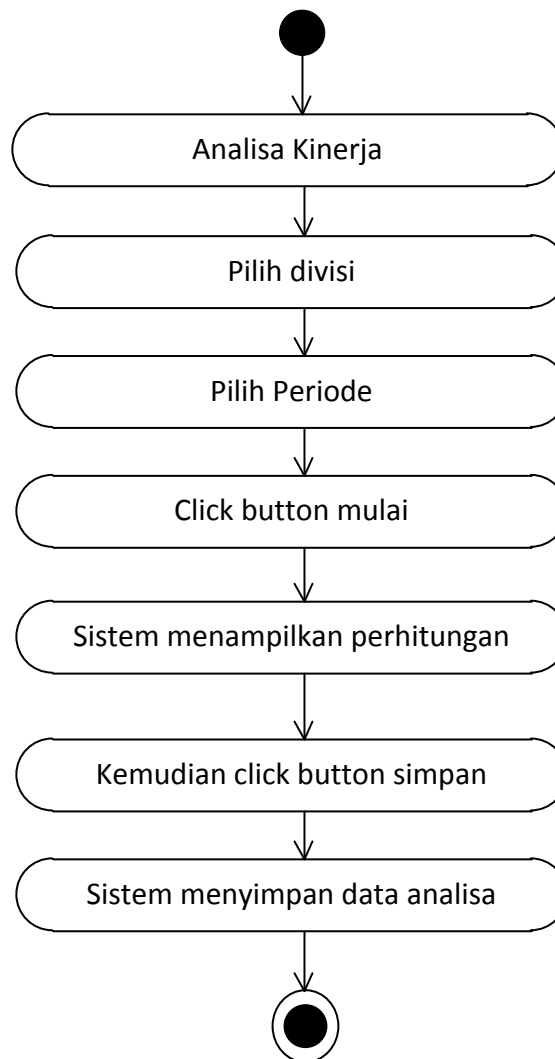 Analisa Kinerja
Pilih divisi
Pilih Periode
Click button mulai
Sistem menampilkan perhitungan
Kemudian click button simpan
Sistem menyimpan data analisa